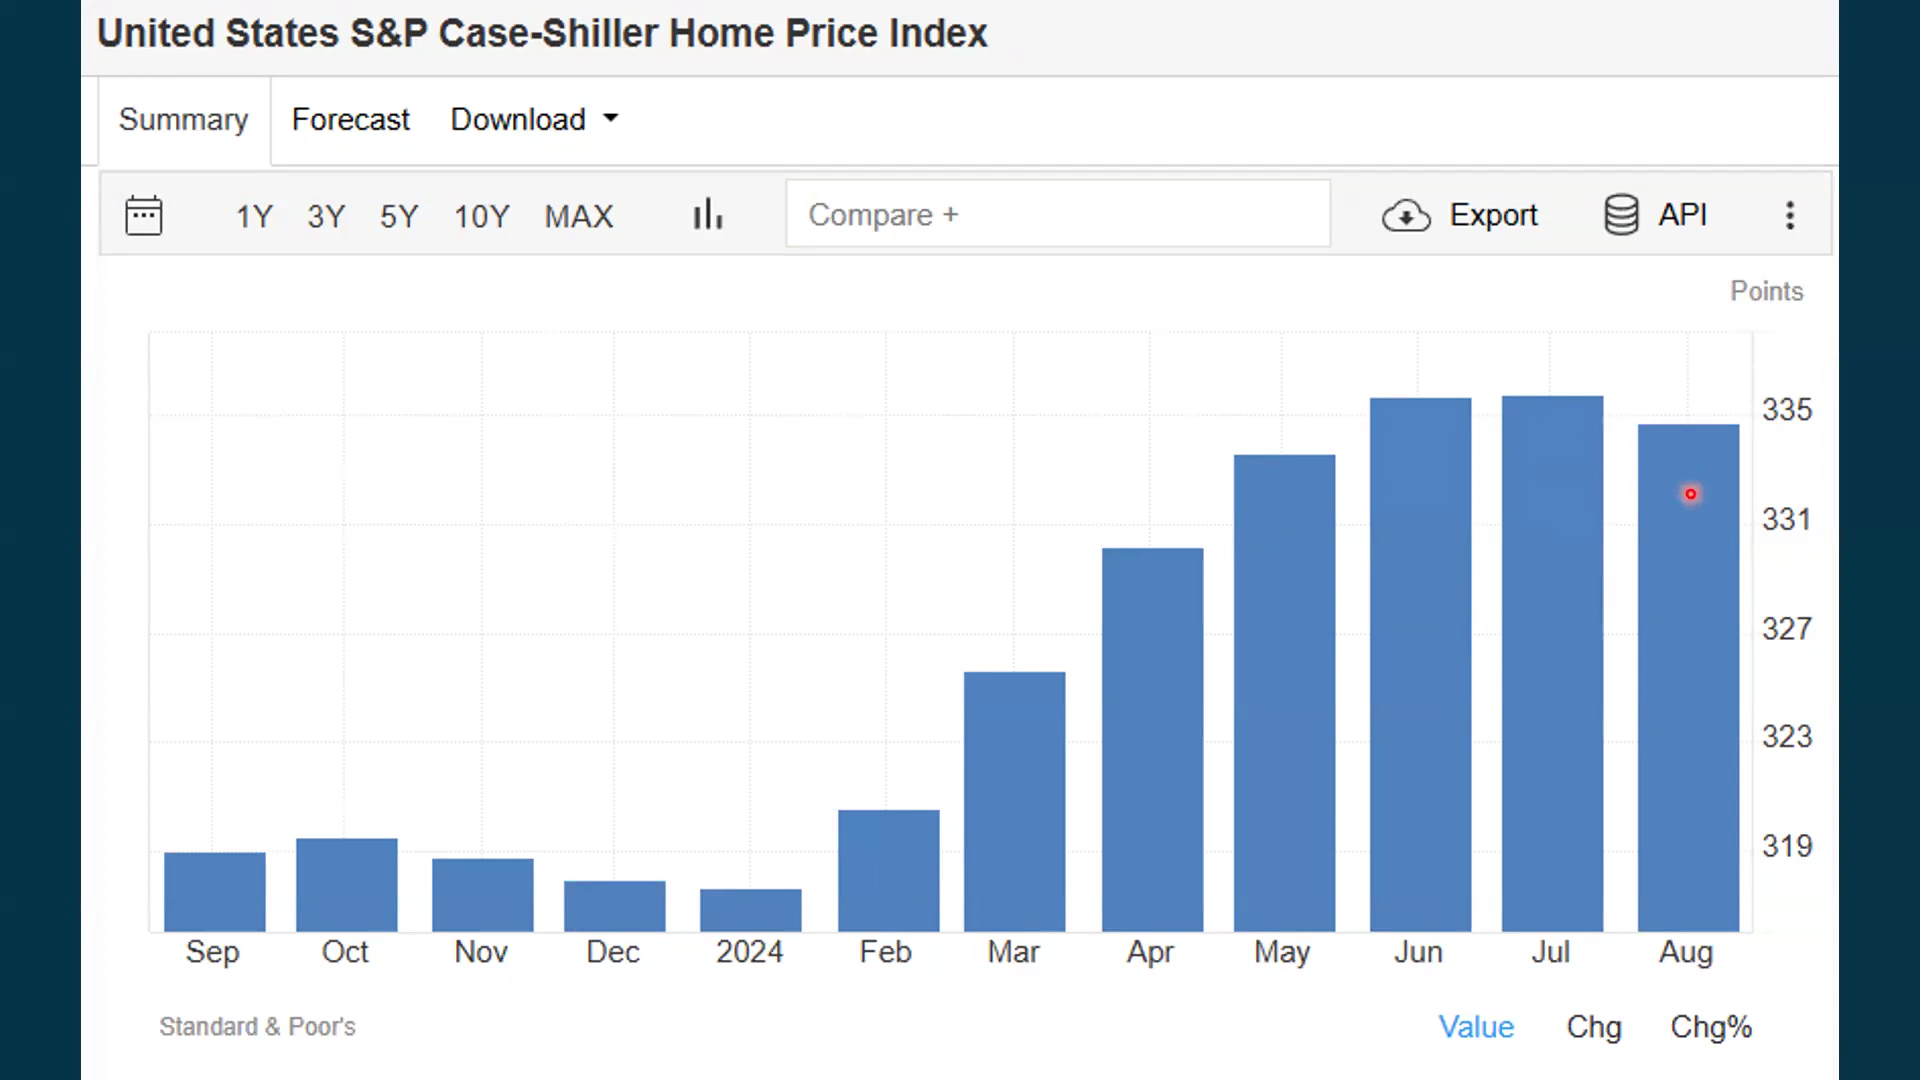 United States S&P Case-Shiller Home Price Index
Summary Forecast Download
1Y 3Y 5Y 10Y MAX Compare + Export API
Points
335
331
327
323
319
Sep Oct Nov Dec 2024 Feb Mar Apr May Jun Jul Aug
Standard & Poor's Value Chg Chg%